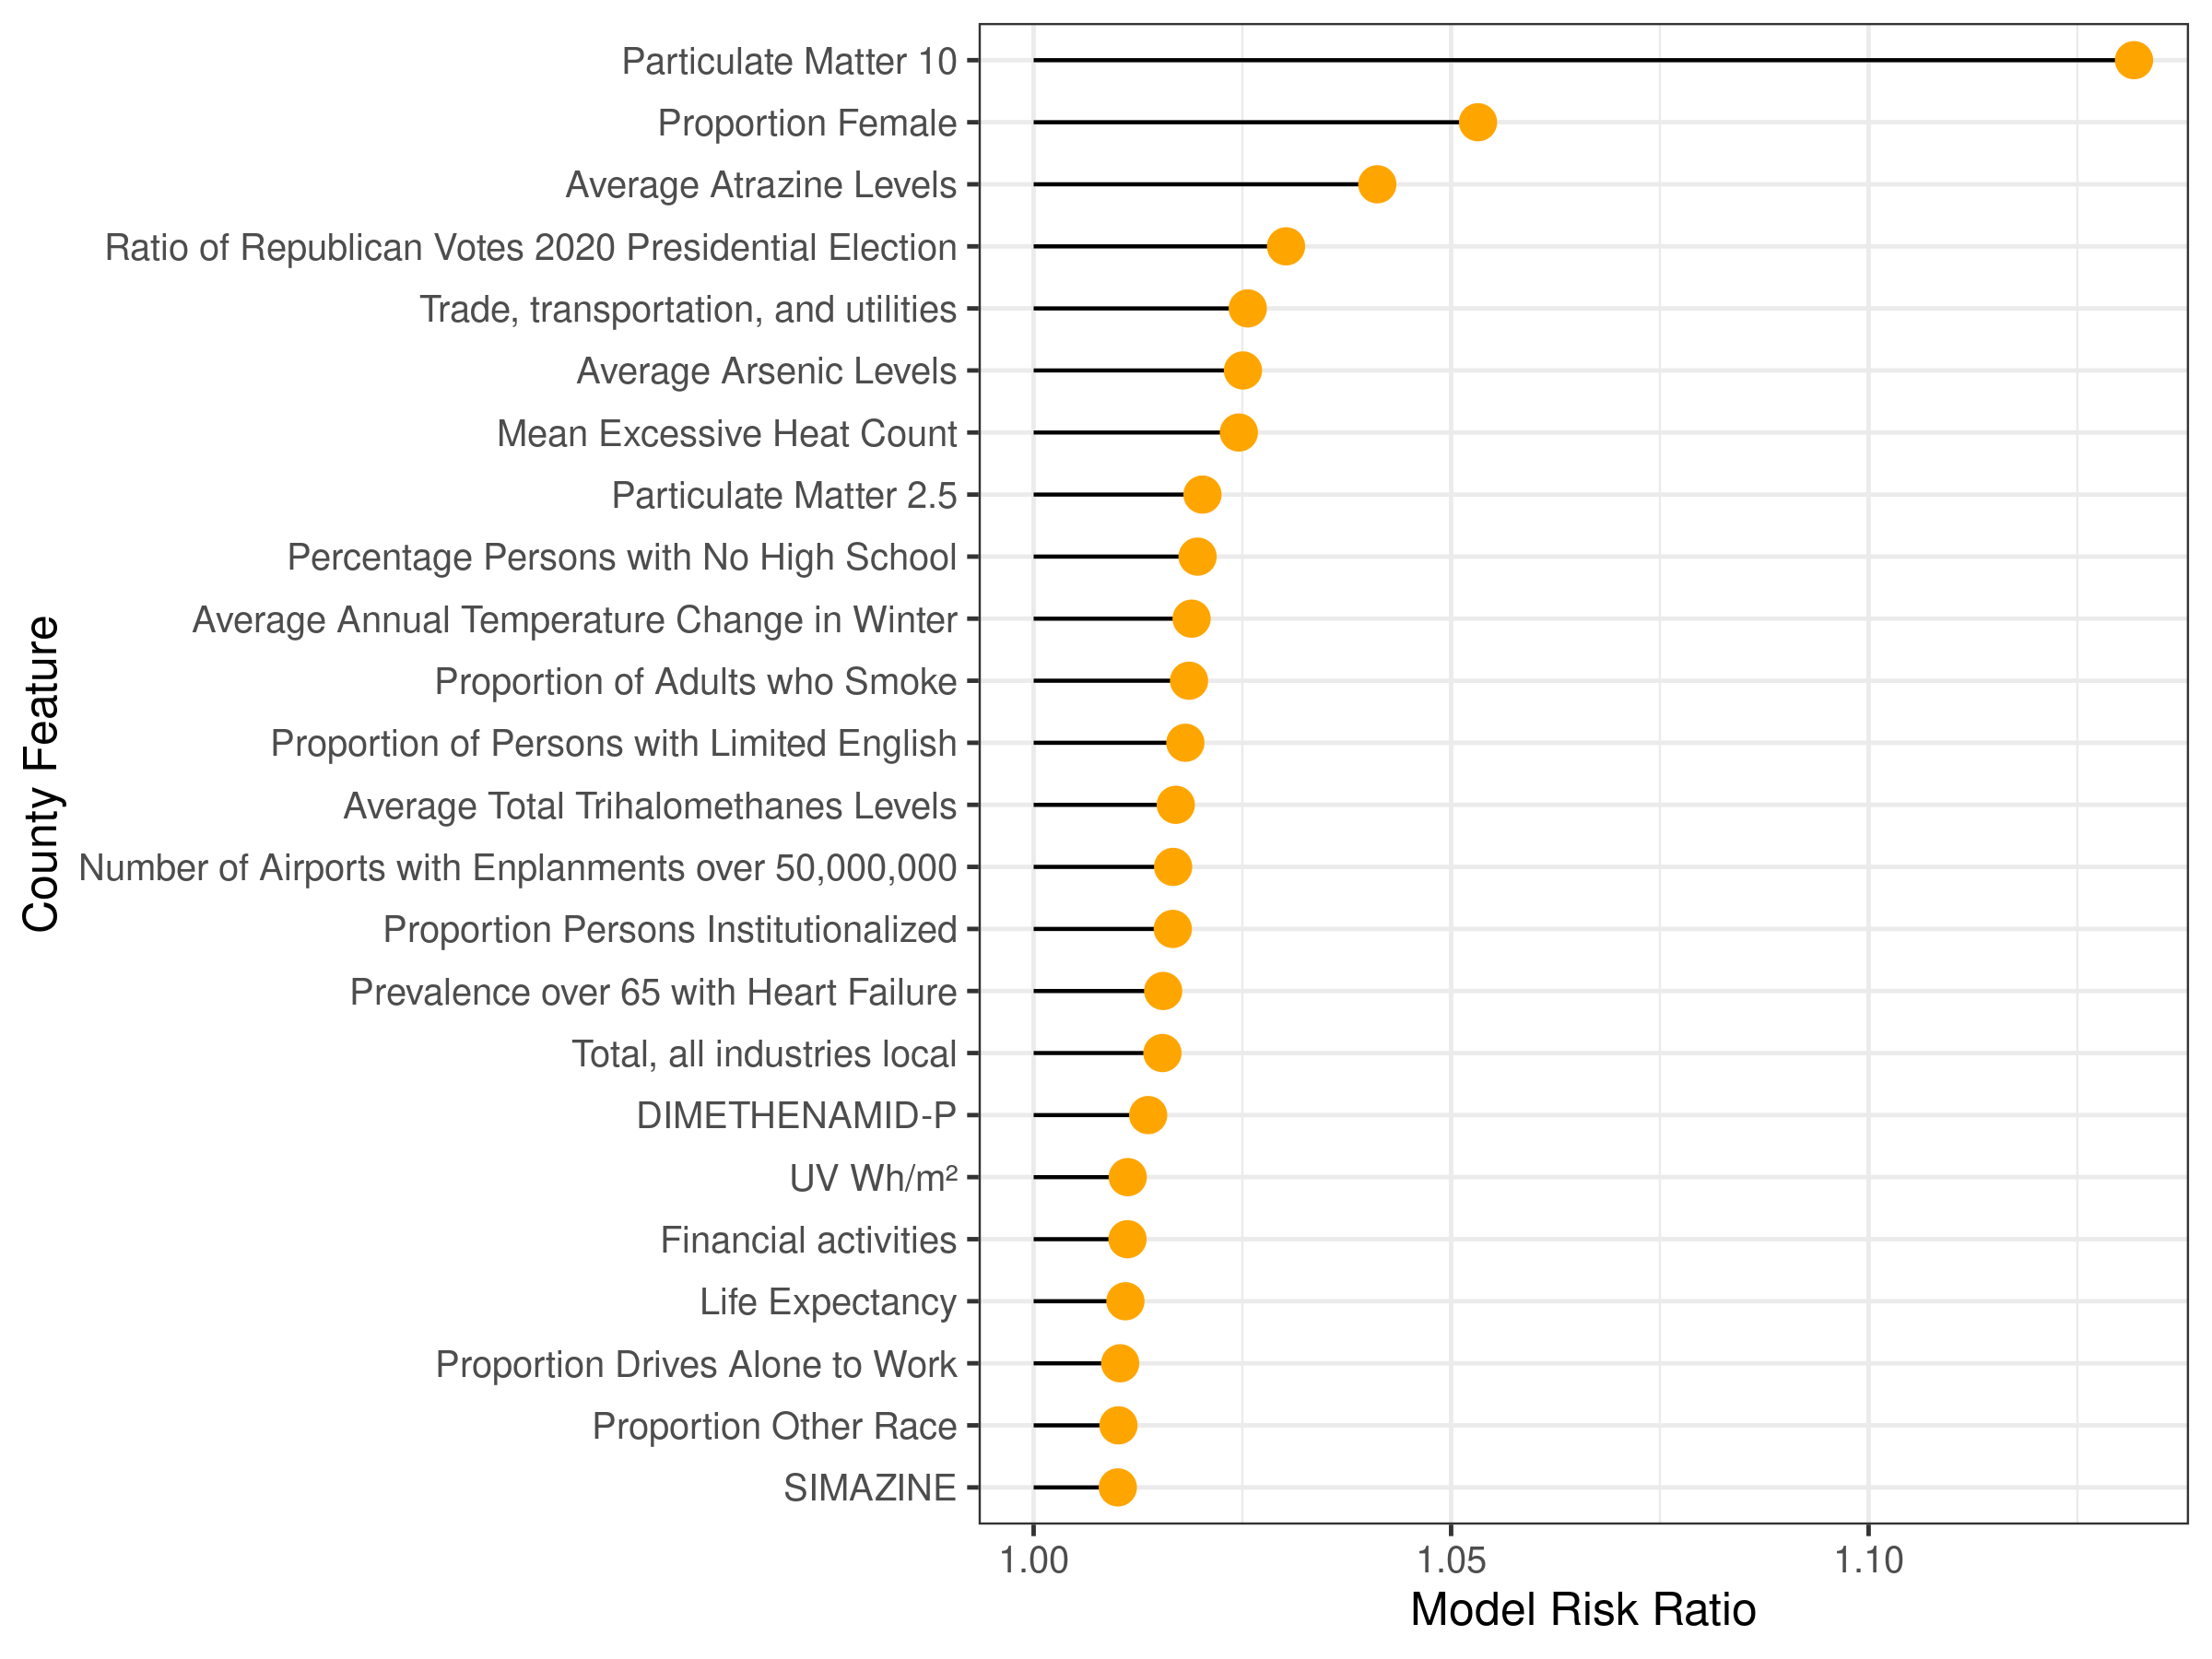 Particulate Matter 10
Proportion Female
Average Atrazine Levels
Ratio of Republican Votes 2020 Presidential Election
Trade, transportation, and utilities
Average Arsenic Levels
Mean Excessive Heat Count
Particulate Matter 2.5
Percentage Persons with No High School
Average Annual Temperature Change in Winter
Proportion of Adults who Smoke
Proportion of Persons with Limited English
Average Total Trihalomethanes Levels
Number of Airports with Enplanments over 50,000,000
Proportion Persons Institutionalized
Prevalence over 65 with Heart Failure
Total, all industries local
DIMETHENAMID-P
UV Wh/m²
Financial activities
Life Expectancy
Proportion Drives Alone to Work
Proportion Other Race
SIMAZINE
County Feature
1.00 1.05 1.10
Model Risk Ratio